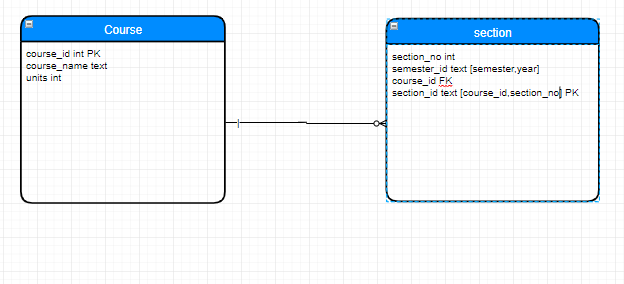 Course
course_id int PK
course_name text
units int
section
section_no int
semester_id text [semester,year]
course_id FK
section_id text [course_id,section_no] PK